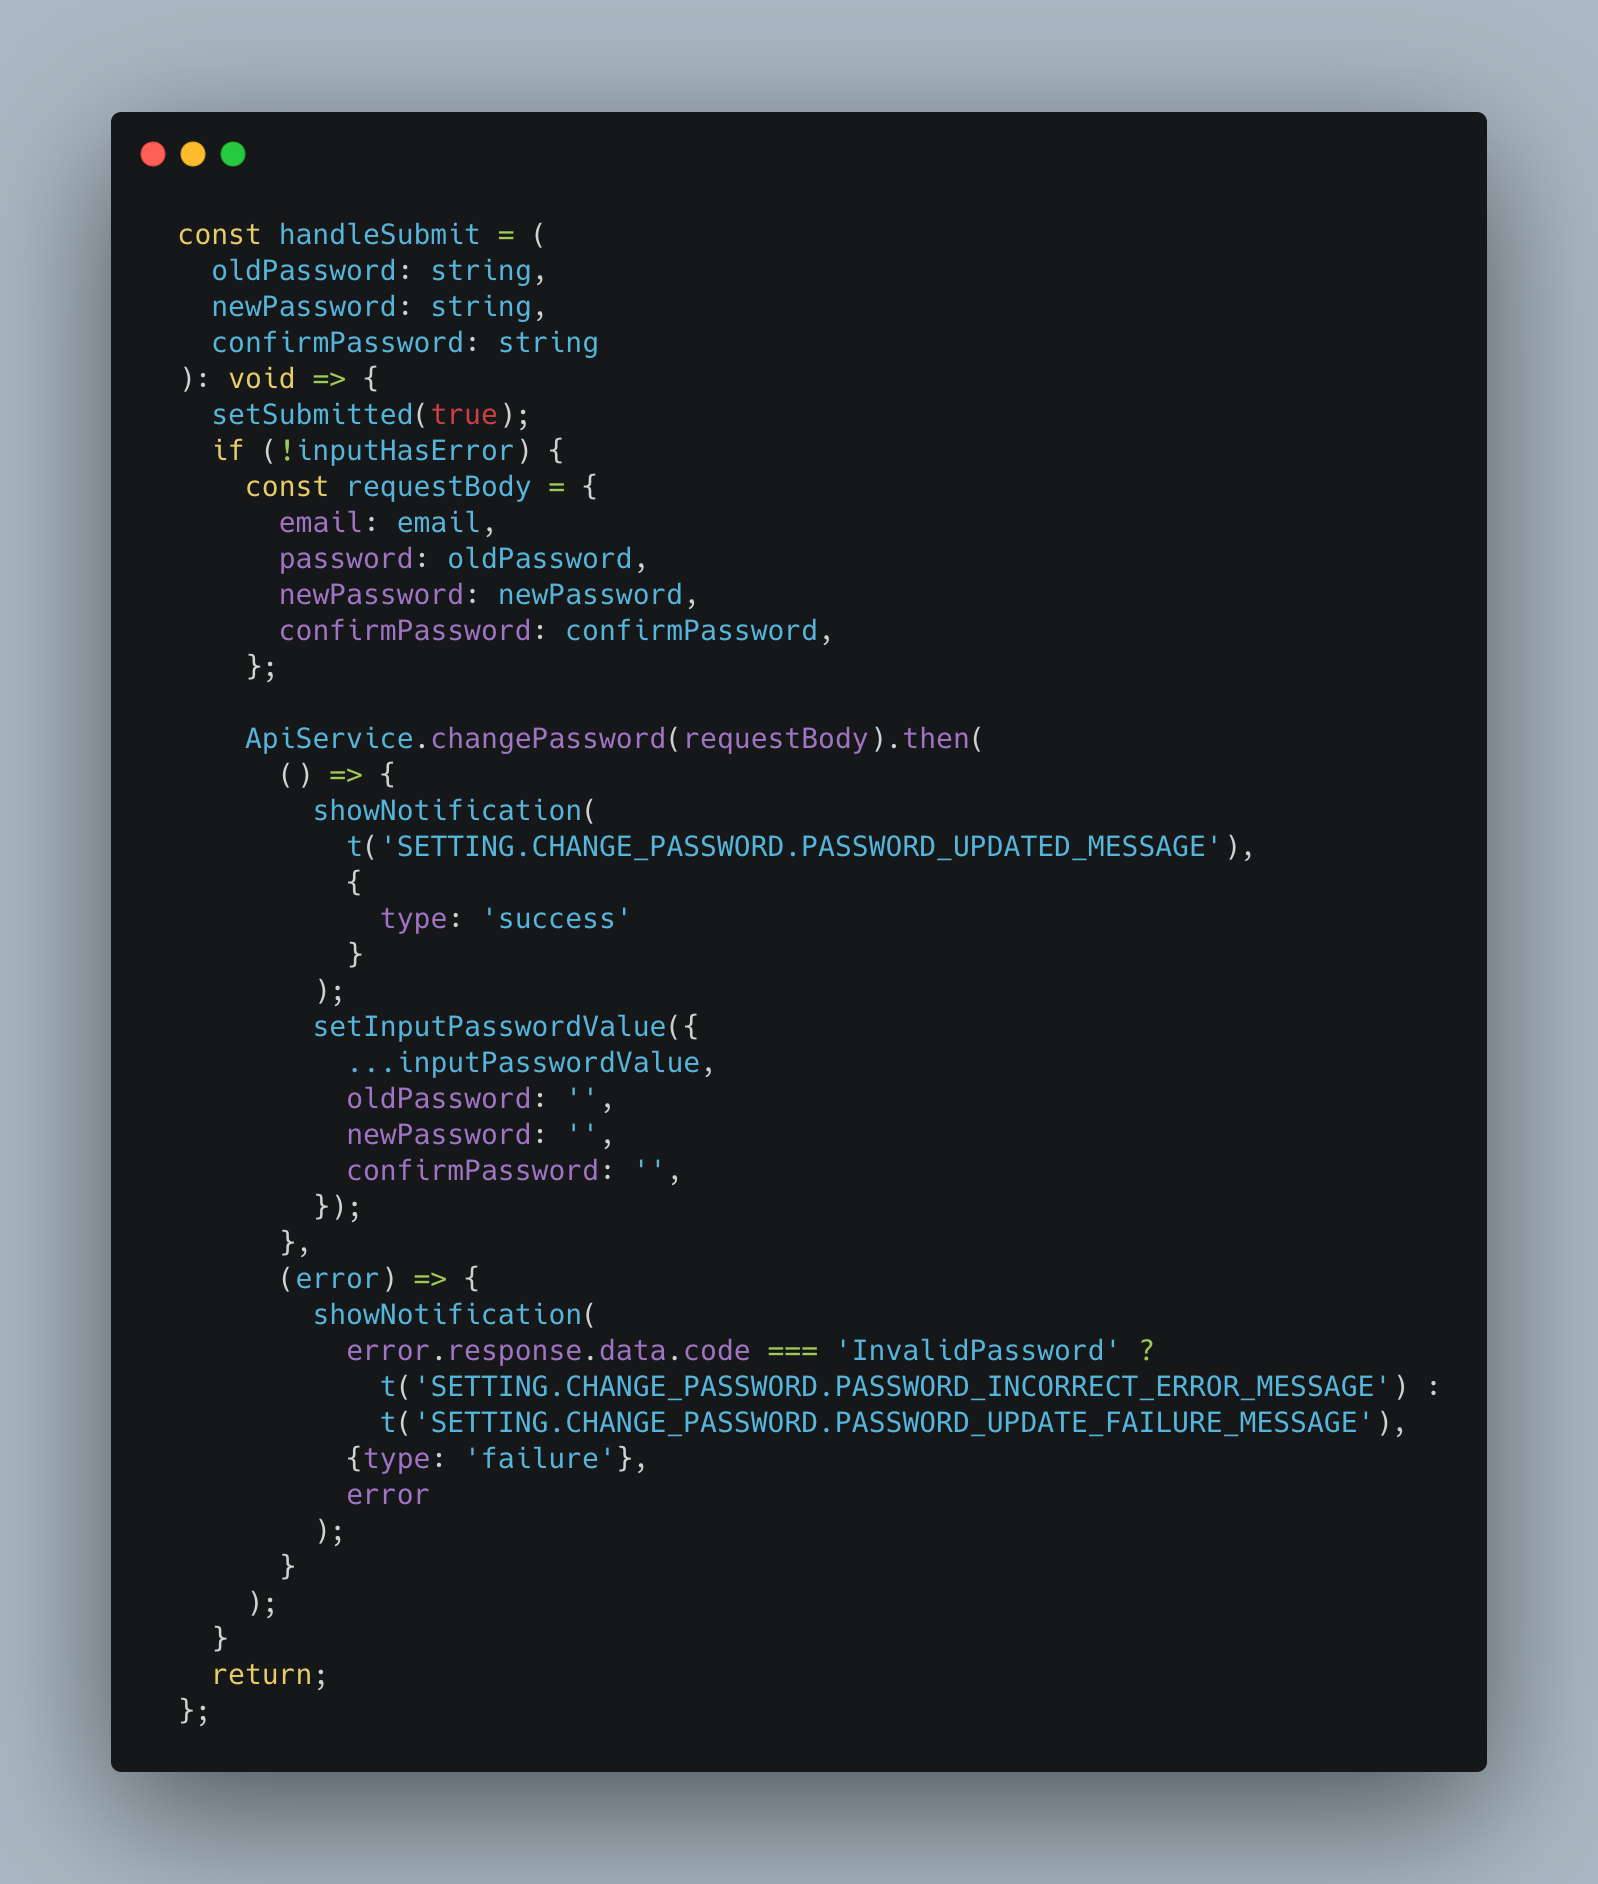 const handleSubmit = (
  oldPassword: string,
  newPassword: string,
  confirmPassword: string
): void => {
  setSubmitted(true);
  if (!inputHasError) {
    const requestBody = {
      email: email,
      password: oldPassword,
      newPassword: newPassword,
      confirmPassword: confirmPassword,
    };

    ApiService.changePassword(requestBody).then(
      () => {
        showNotification(
          t('SETTING.CHANGE_PASSWORD.PASSWORD_UPDATED_MESSAGE'),
          {
            type: 'success'
          }
        );
        setInputPasswordValue({
          ...inputPasswordValue,
          oldPassword: '',
          newPassword: '',
          confirmPassword: '',
        });
      },
      (error) => {
        showNotification(
          error.response.data.code === 'InvalidPassword' ?
            t('SETTING.CHANGE_PASSWORD.PASSWORD_INCORRECT_ERROR_MESSAGE') :
            t('SETTING.CHANGE_PASSWORD.PASSWORD_UPDATE_FAILURE_MESSAGE'),
          {type: 'failure'},
          error
        );
      }
    );
  }
  return;
};